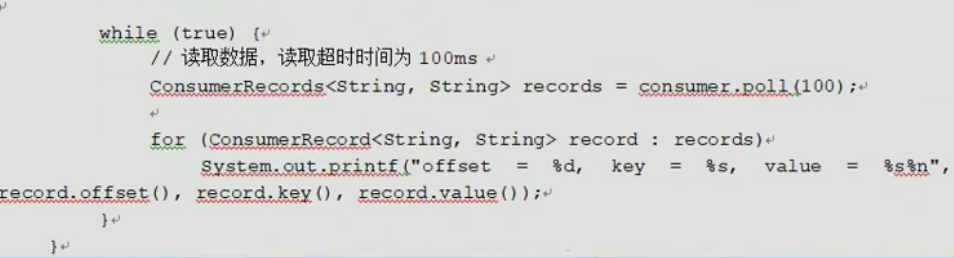 while (true) {
// 读取数据，读取超时时间为 100ms
ConsumerRecords<String, String> records = consumer.poll(100);
for (ConsumerRecord<String, String> record : records)
System.out.printf("offset = %d, key = %s, value = %s%n",
record.offset(), record.key(), record.value());
}
}